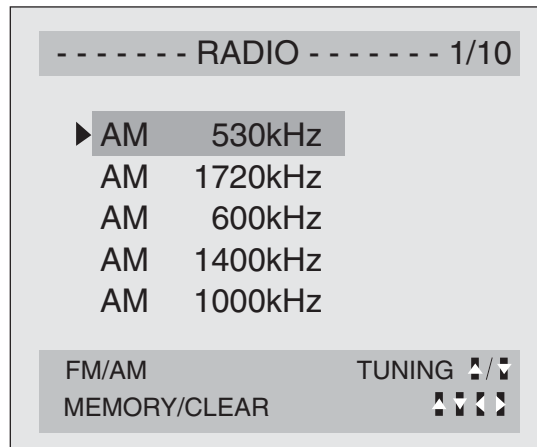 - - - - - - - RADIO - - - - - - - 1/10
AM 530kHz
AM 1720kHz
AM 600kHz
AM 1400kHz
AM 1000kHz
FM/AM TUNING /
MEMORY/CLEAR